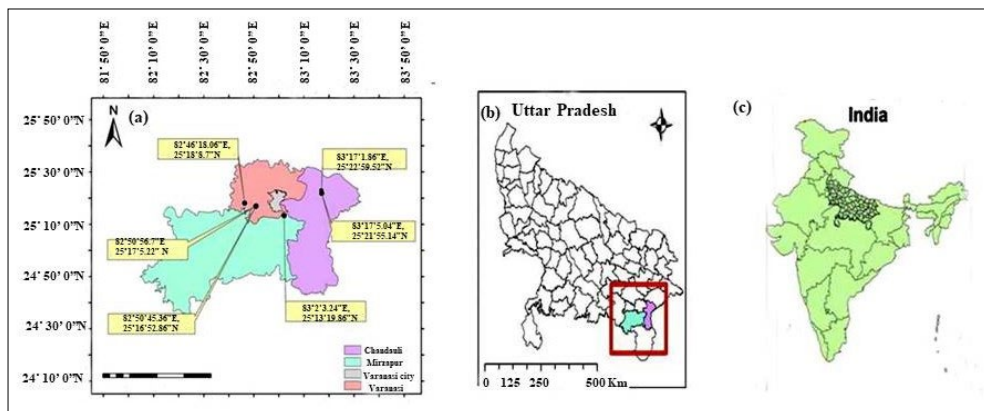 81° 50’ 0”E
82° 10’ 0”E
82° 30’ 0”E
82° 50’ 0”E
83° 10’ 0”E
83° 50’ 0”E
N
(a)
25° 50’ 0”N
25° 30’ 0”N
25° 10’ 0”N
24° 50’ 0”N
24° 30’ 0”N
24° 10’ 0”N
82°46’18.06”E,
25°18’8.7”N
83°17’1.86”E,
25°22’59.52”N
82°50’56.7”E,
25°17’5.22” N
83°17’5.04”E,
25°21’55.14”N
82°50’45.36”E,
25°16’52.86”N
83°2’3.24”E,
25°13’19.86”N
Chandauli
Mirzapur
Varanasi city
Varanasi
(b)
Uttar Pradesh
0 125 250 500 Km
(c)
India